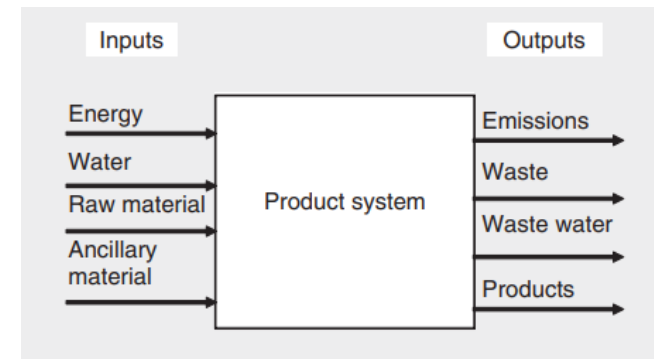 Inputs
Outputs
Energy
Water
Raw material
Ancillary
material
Product system
Emissions
Waste
Waste water
Products